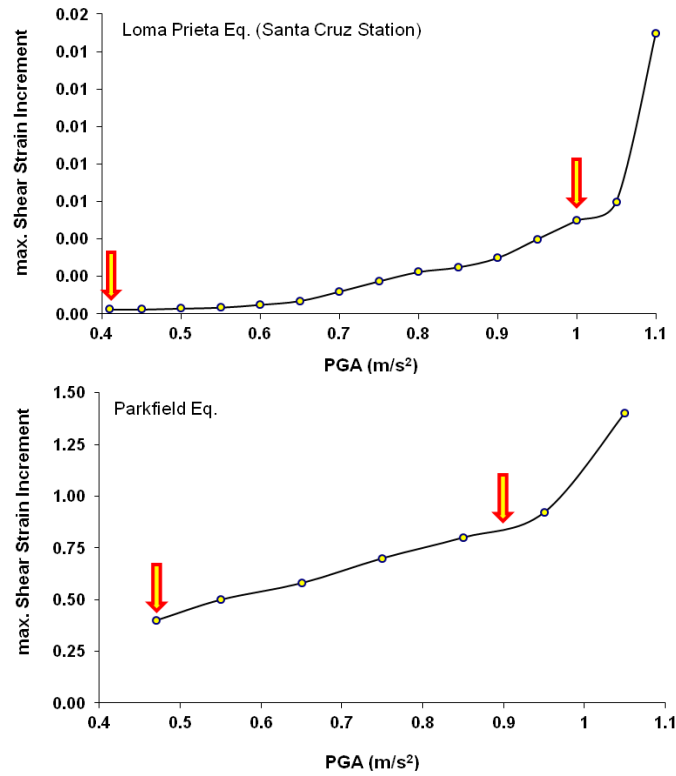 Loma Prieta Eq. (Santa Cruz Station)
max. Shear Strain Increment
0.02
0.01
0.01
0.01
0.01
0.00
0.00
0.00
0.4 0.5 0.6 0.7 0.8 0.9 1 1.1
PGA (m/s²)
Parkfield Eq.
max. Shear Strain Increment
1.50
1.25
1.00
0.75
0.50
0.25
0.00
0.4 0.5 0.6 0.7 0.8 0.9 1 1.1
PGA (m/s²)